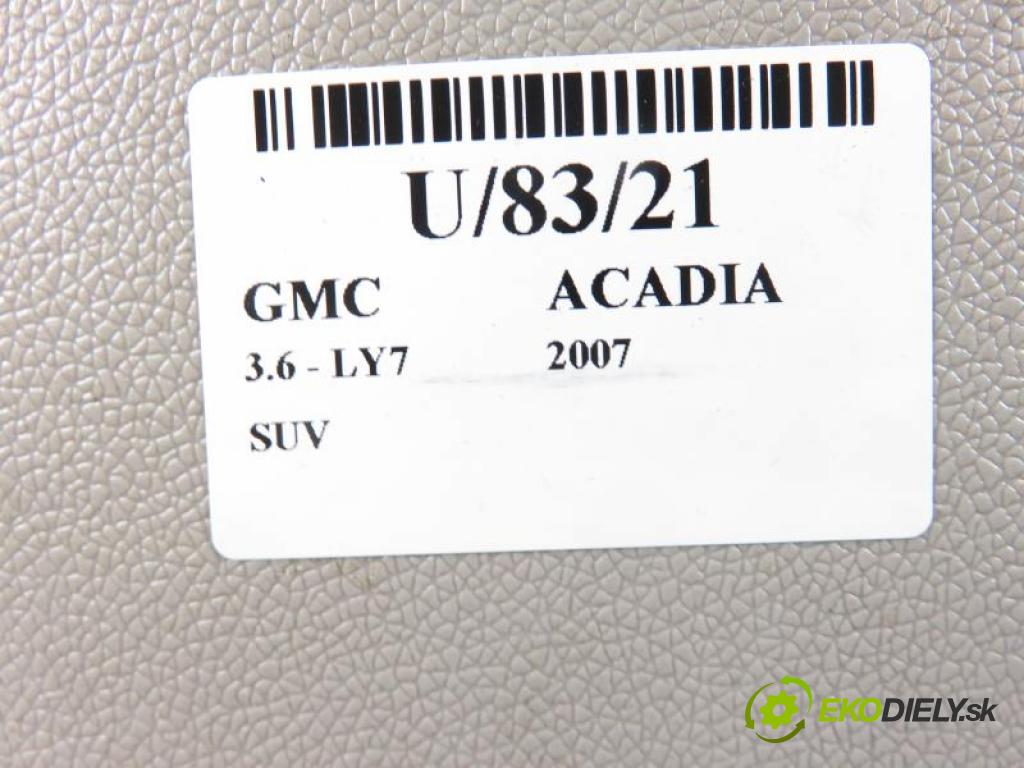 U/83/21
GMC ACADIA
3.6 - LY7 2007
SUV
EKODIELY.sk